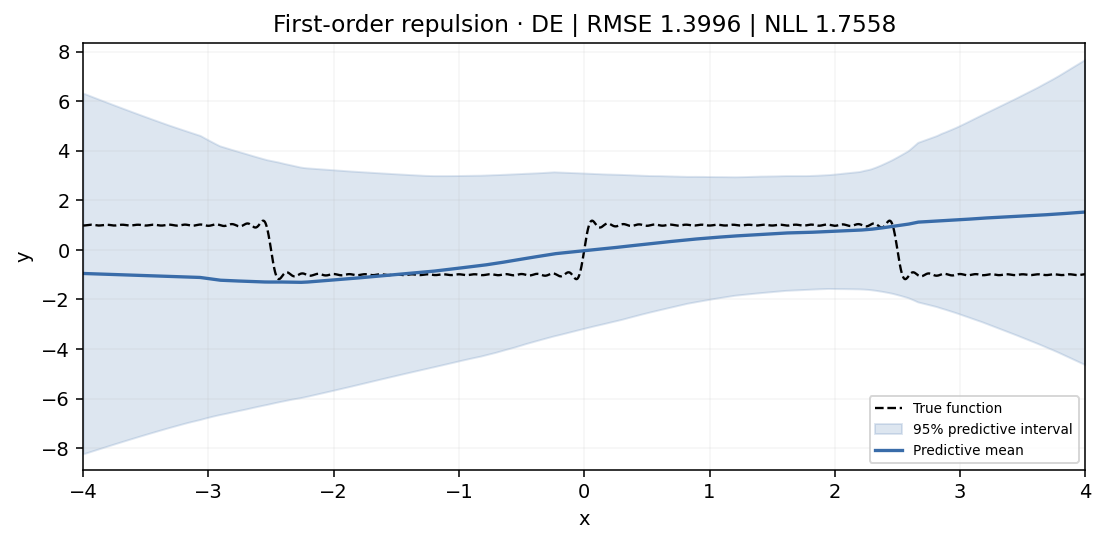 First-order repulsion · DE | RMSE 1.3996 | NLL 1.7558
8
6
4
2
0
−2
−4
−6
−8
y
−4 −3 −2 −1 0 1 2 3 4
x
True function
95% predictive interval
Predictive mean